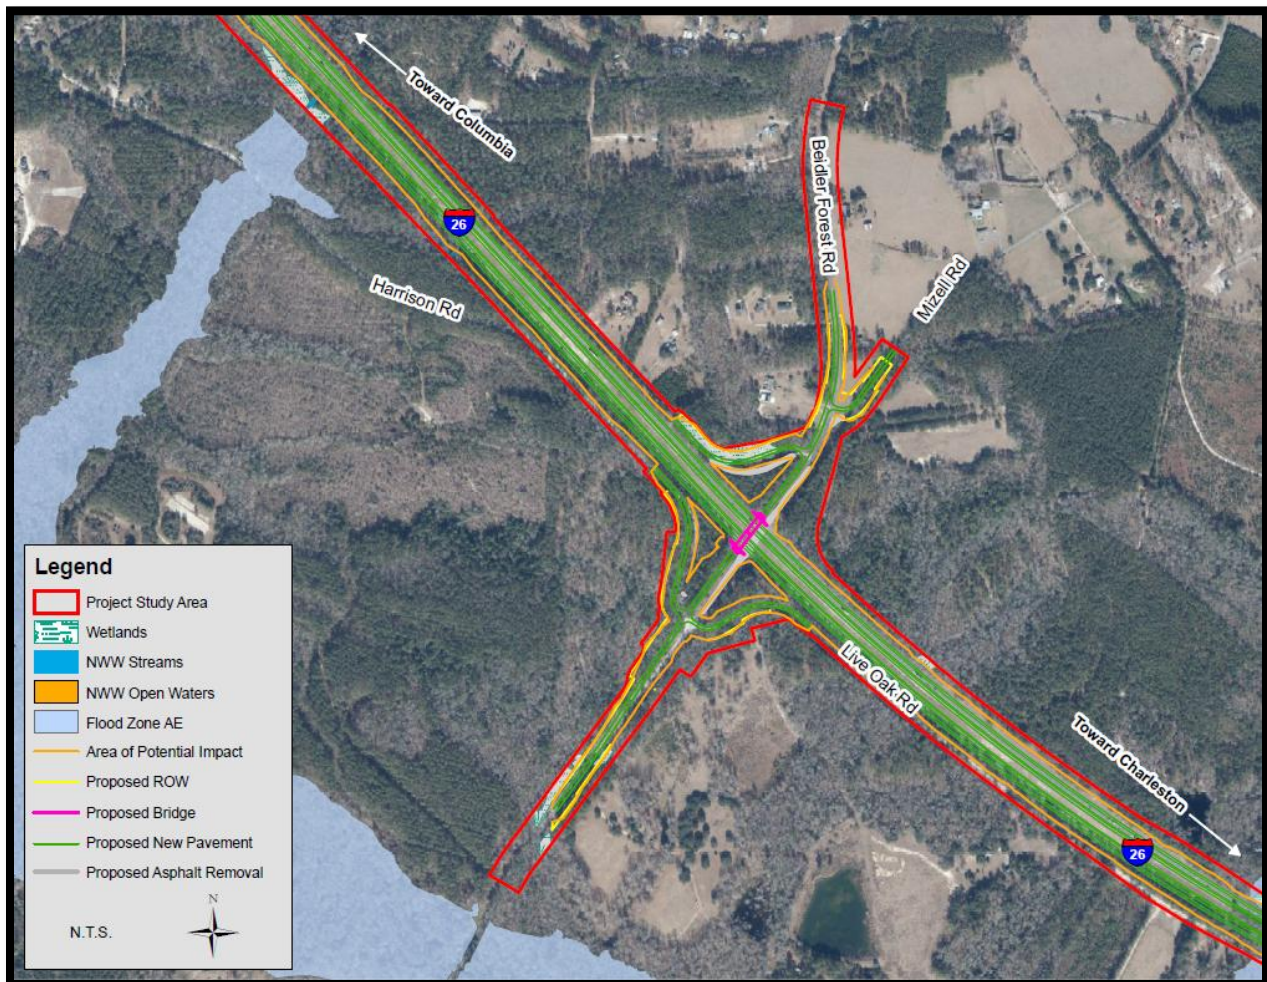 Toward Columbia
26
Beidler Forest Rd
Mizell Rd
Harrison Rd
Live Oak Rd
Toward Charleston
26
Legend
Project Study Area
Wetlands
NWW Streams
NWW Open Waters
Flood Zone AE
Area of Potential Impact
Proposed ROW
Proposed Bridge
Proposed New Pavement
Proposed Asphalt Removal
N
N.T.S.